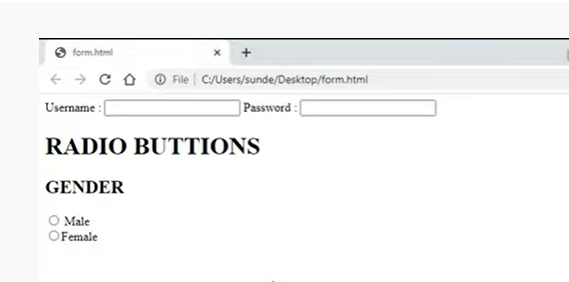 form.html
File | C:/Users/sunde/Desktop/form.html
Username : Password :
RADIO BUTTIONS
GENDER
Male
Female